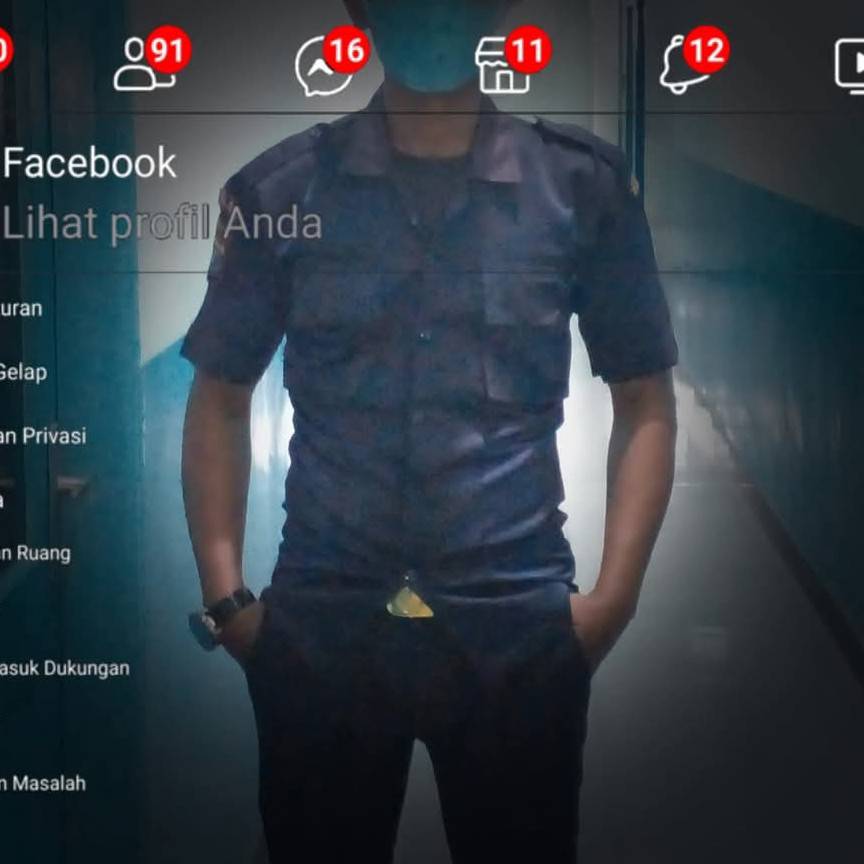 0 91 16 11 12
Facebook
Lihat profil Anda
uran
Gelap
an Privasi
a
n Ruang
asuk Dukungan
n Masalah